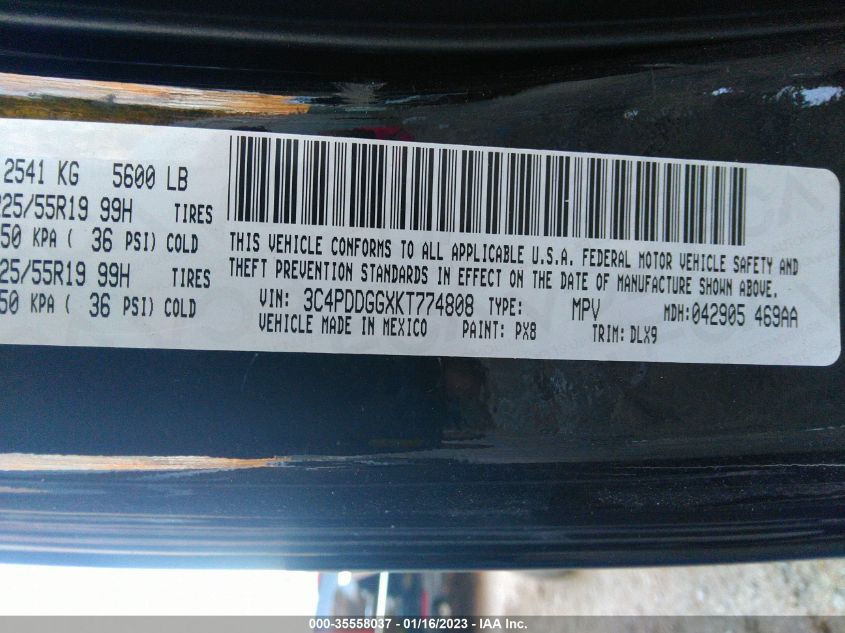 2541 KG 5600 LB
225/55R19 99H TIRES
50 KPA ( 36 PSI) COLD
25/55R19 99H TIRES
50 KPA ( 36 PSI) COLD
THIS VEHICLE CONFORMS TO ALL APPLICABLE U.S.A. FEDERAL MOTOR VEHICLE SAFETY AND
THEFT PREVENTION STANDARDS IN EFFECT ON THE DATE OF MANUFACTURE SHOWN ABOVE.
VIN: 3C4PDDGGXKT774808 TYPE: MPV MDH:042905 469AA
VEHICLE MADE IN MEXICO PAINT: PX8 TRIM: DLX9
000-35558037 - 01/16/2023 - IAA Inc.